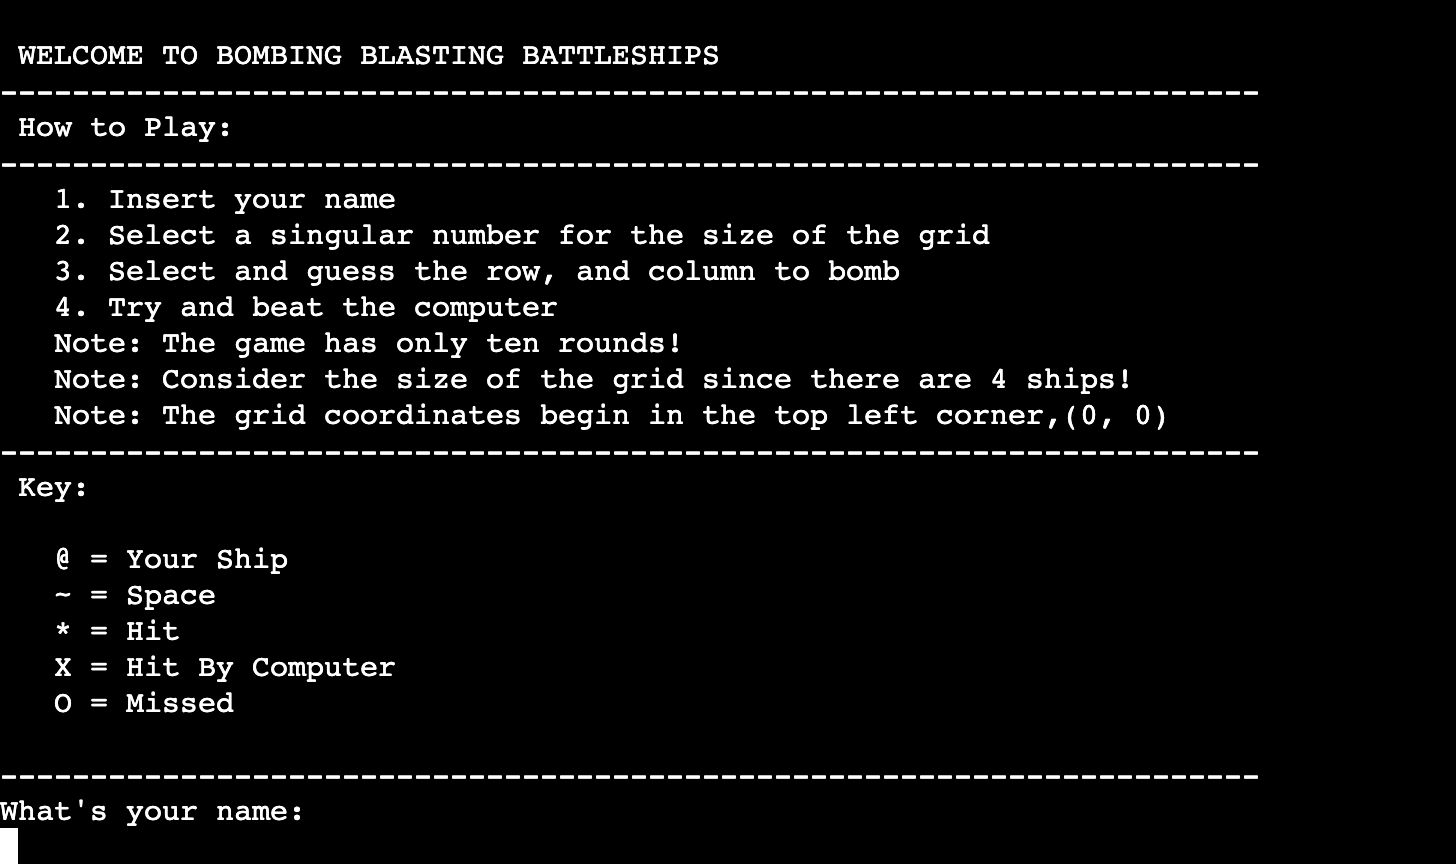 WELCOME TO BOMBING BLASTING BATTLESHIPS
----------------------------------------------------------------------
How to Play:
----------------------------------------------------------------------
1. Insert your name
2. Select a singular number for the size of the grid
3. Select and guess the row, and column to bomb
4. Try and beat the computer
Note: The game has only ten rounds!
Note: Consider the size of the grid since there are 4 ships!
Note: The grid coordinates begin in the top left corner,(0, 0)
----------------------------------------------------------------------
Key:
@ = Your Ship
~ = Space
* = Hit
X = Hit By Computer
O = Missed
----------------------------------------------------------------------
What's your name: